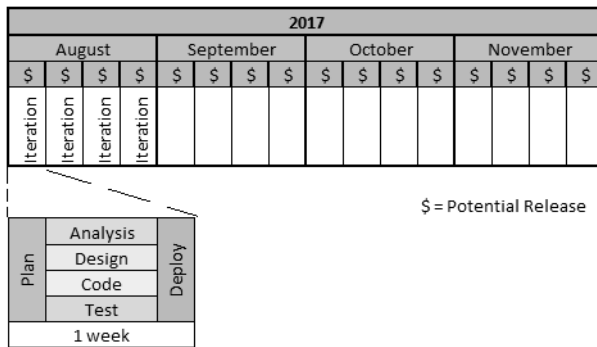 2017
August September October November
$ $ $ $ $ $ $ $ $ $ $ $ $ $ $ $
Iteration Iteration Iteration Iteration
$ = Potential Release
Plan
Analysis
Design
Code
Test
Deploy
1 week